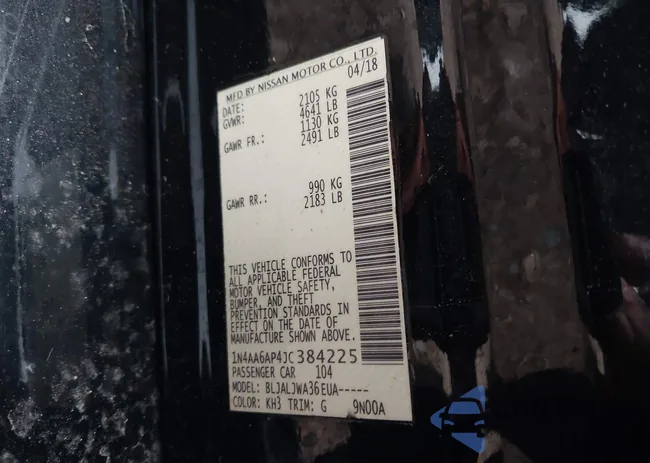 MFD BY NISSAN MOTOR CO., LTD.
DATE: 04/18
GVWR: 2105 KG
4641 LB
GAWR FR.: 1130 KG
2491 LB
GAWR RR.: 990 KG
2183 LB
THIS VEHICLE CONFORMS TO
ALL APPLICABLE FEDERAL
MOTOR VEHICLE SAFETY,
BUMPER, AND THEFT
PREVENTION STANDARDS IN
EFFECT ON THE DATE OF
MANUFACTURE SHOWN ABOVE.
1N4AA6AP4JC384225
PASSENGER CAR 104
MODEL: BLJALJWA36EUA-----
COLOR: KH3 TRIM: G 9N00A